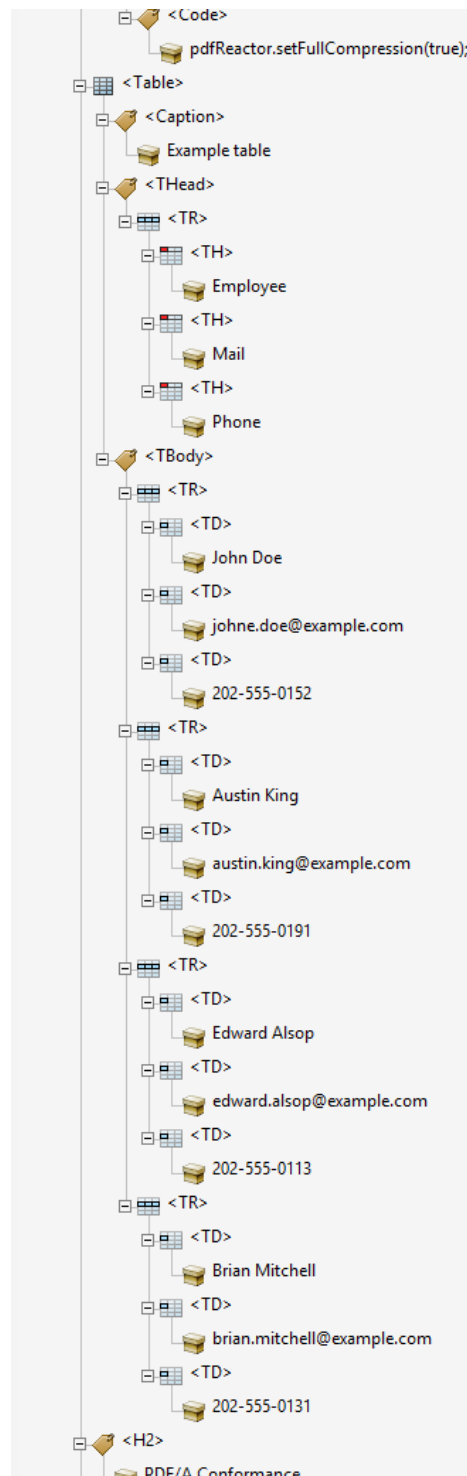 <Code>
pdfReactor.setFullCompression(true);
<Table>
<Caption>
Example table
<THead>
<TR>
<TH>
Employee
<TH>
Mail
<TH>
Phone
<TBody>
<TR>
<TD>
John Doe
<TD>
johne.doe@example.com
<TD>
202-555-0152
<TR>
<TD>
Austin King
<TD>
austin.king@example.com
<TD>
202-555-0191
<TR>
<TD>
Edward Alsop
<TD>
edward.alsop@example.com
<TD>
202-555-0113
<TR>
<TD>
Brian Mitchell
<TD>
brian.mitchell@example.com
<TD>
202-555-0131
<H2>
PDF/A Conformance